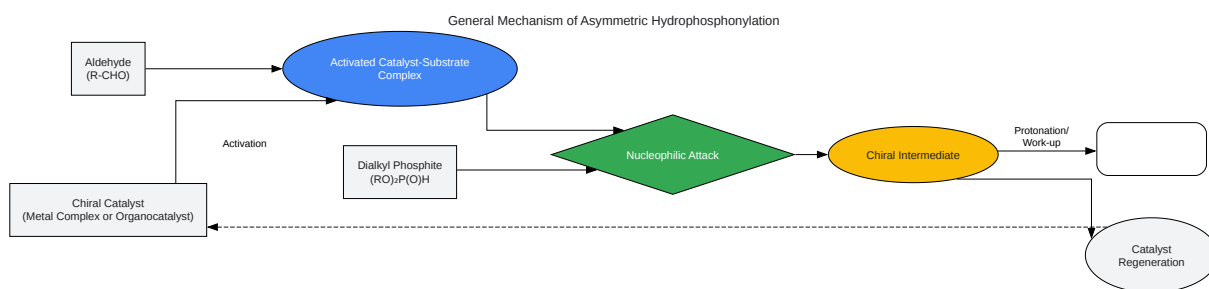 General Mechanism of Asymmetric Hydrophosphonylation
Aldehyde
(R-CHO)
Activated Catalyst-Substrate
Complex
Activation
Dialkyl Phosphite
(RO)₂P(O)H
Nucleophilic Attack
Chiral Intermediate
Protonation/
Work-up
Chiral Catalyst
(Metal Complex or Organocatalyst)
Catalyst
Regeneration